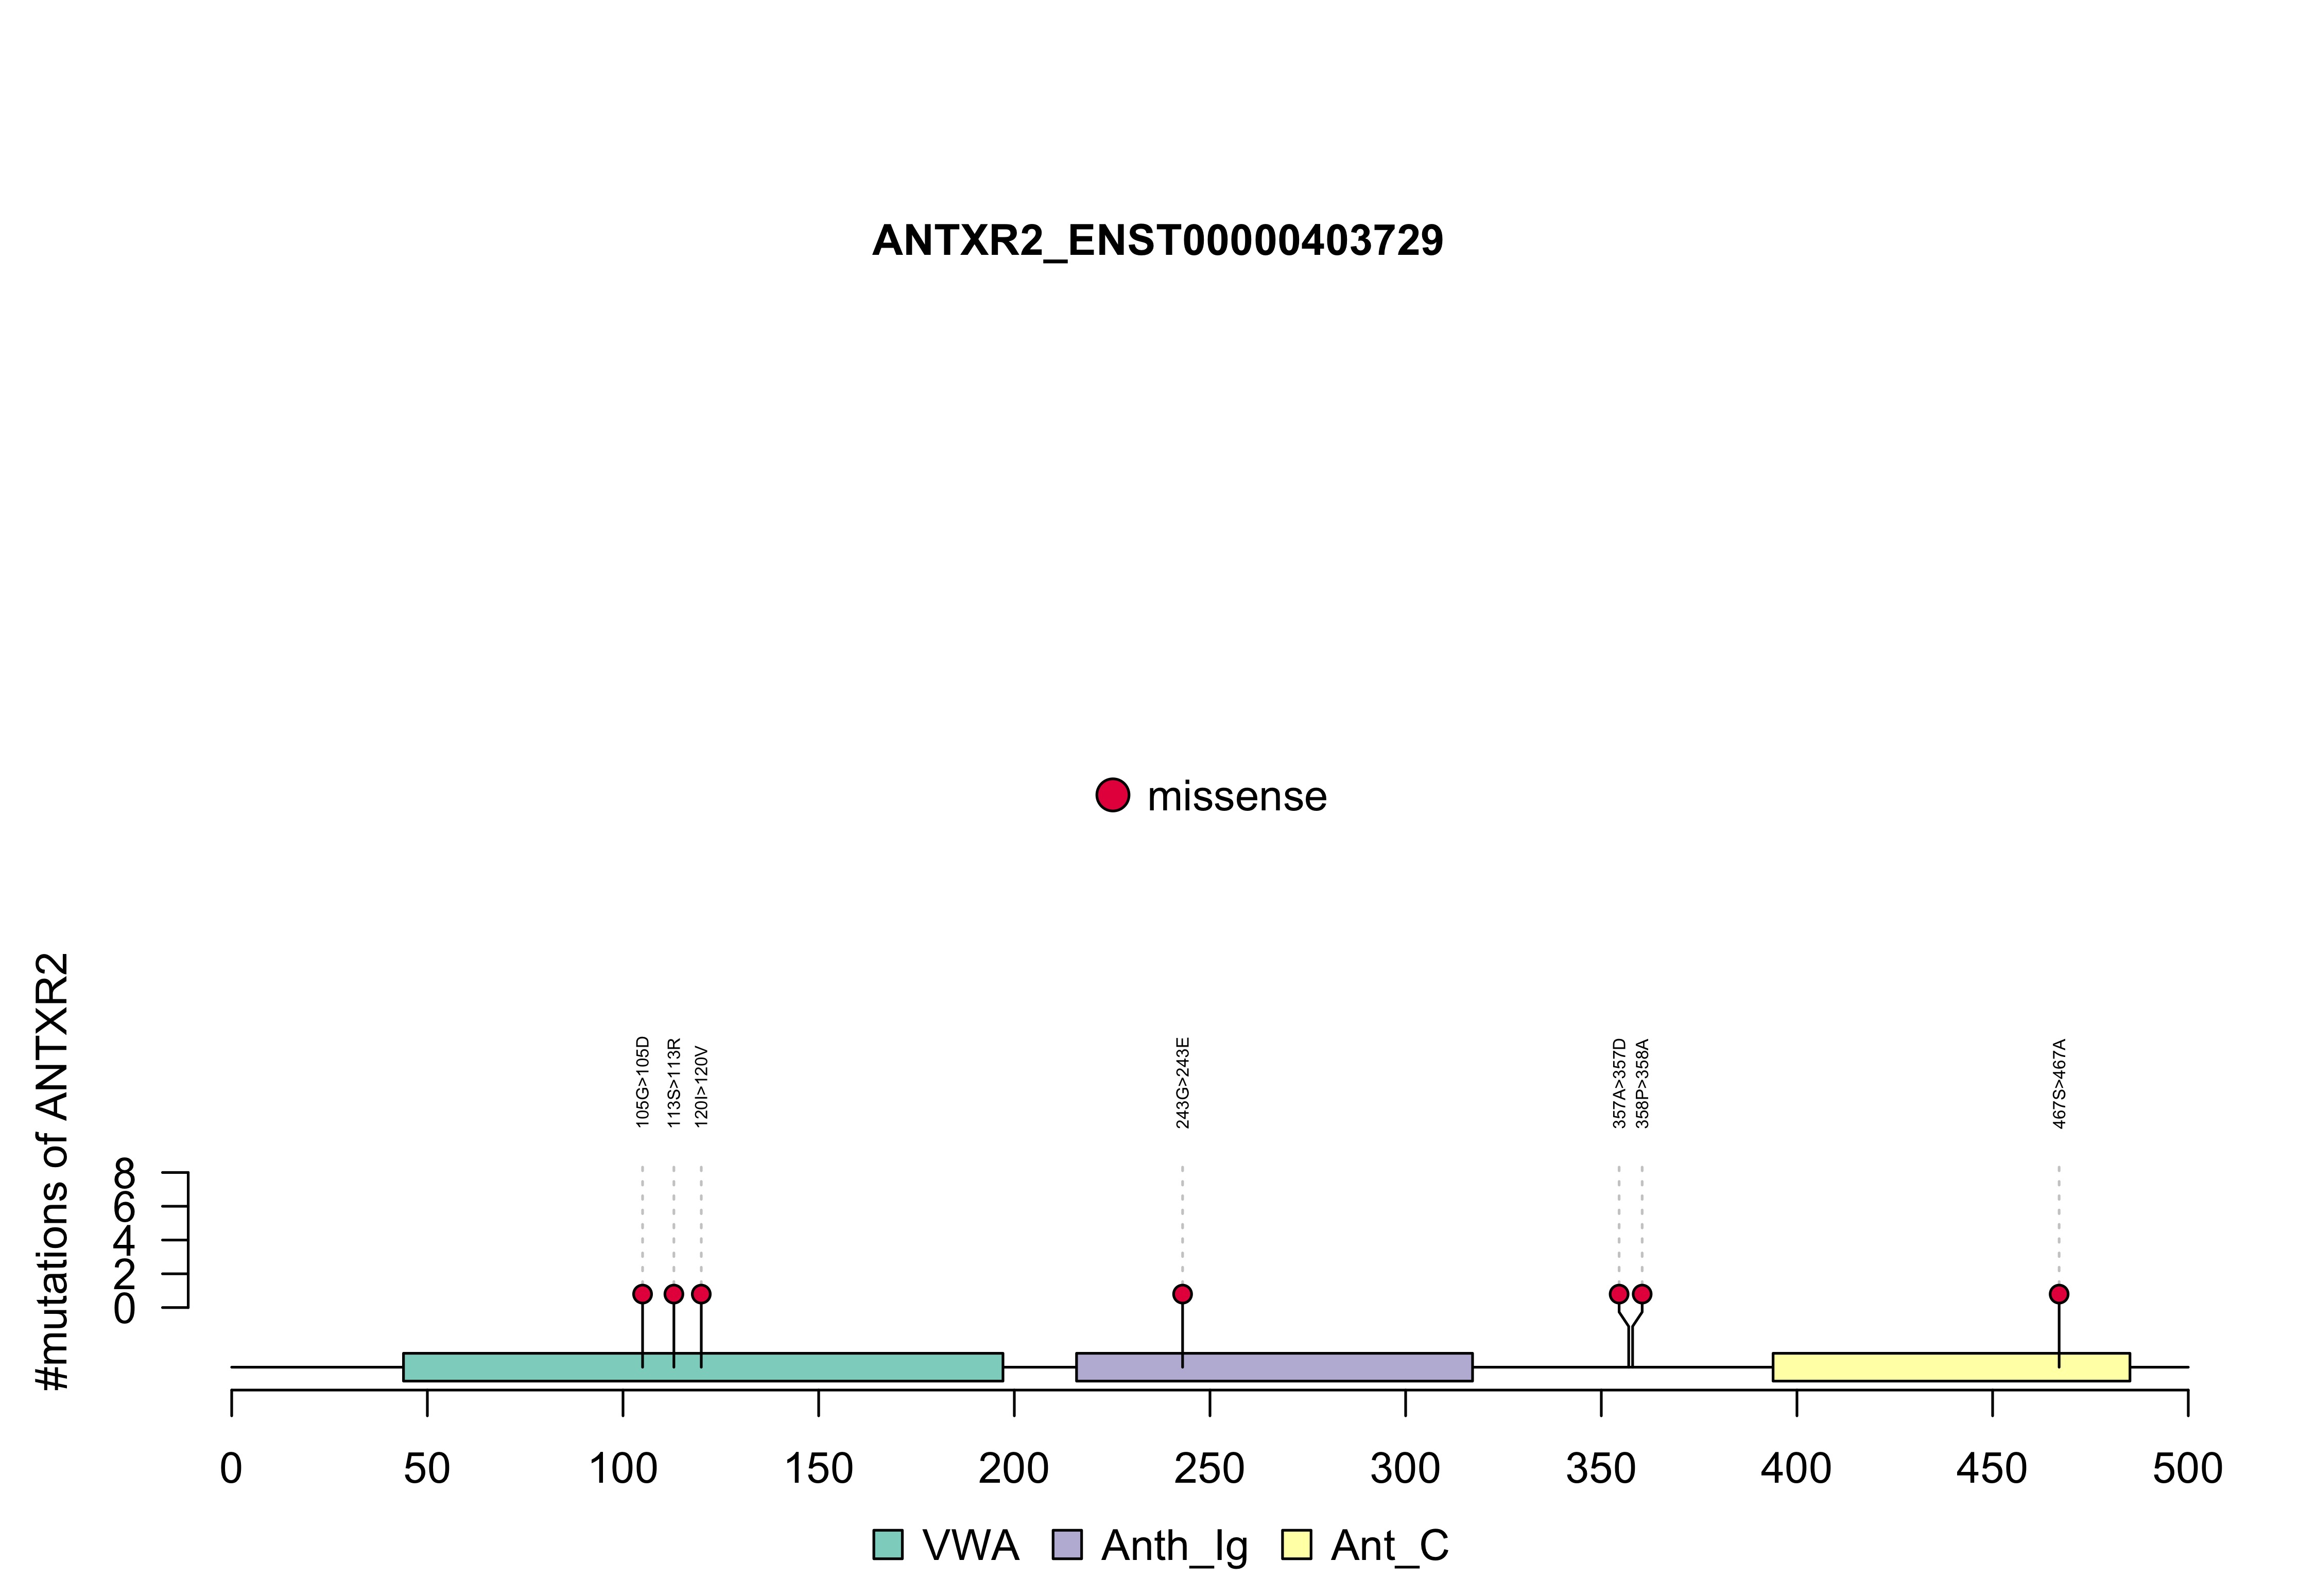 ANTXR2_ENST00000403729
missense
#mutations of ANTXR2
105G>105D
113S>113R
120I>120V
243G>243E
357A>357D
358P>358A
467S>467A
8
6
4
2
0
0 50 100 150 200 250 300 350 400 450 500
VWA Anth_Ig Ant_C